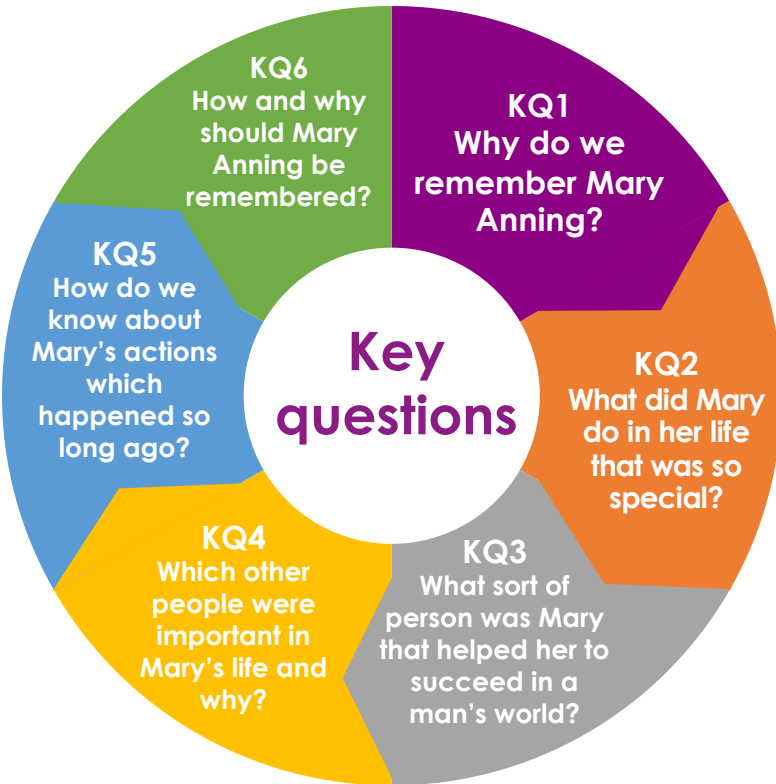 Key
questions
KQ1
Why do we
remember Mary
Anning?
KQ2
What did Mary
do in her life
that was so
special?
KQ3
What sort of
person was Mary
that helped her to
succeed in a
man’s world?
KQ4
Which other
people were
important in
Mary’s life and
why?
KQ5
How do we
know about
Mary’s actions
which
happened so
long ago?
KQ6
How and why
should Mary
Anning be
remembered?